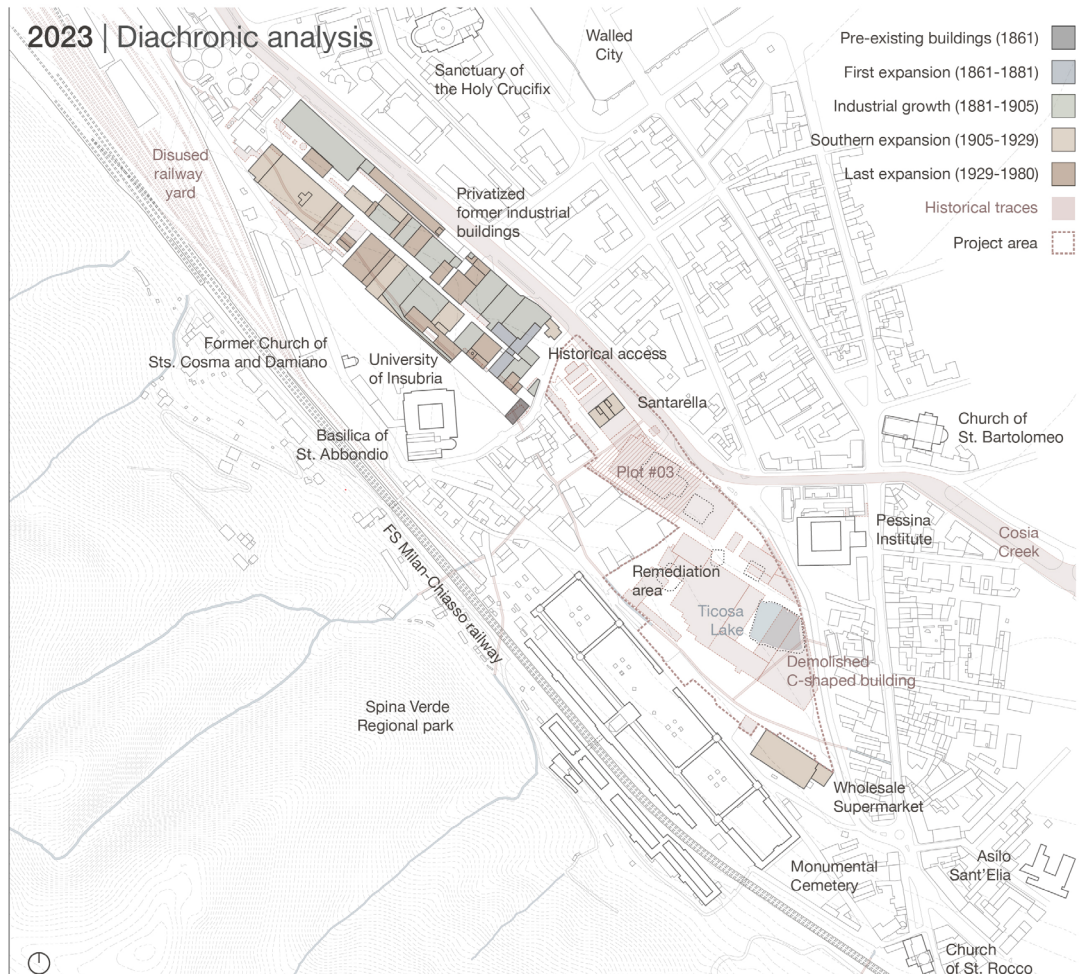 2023 | Diachronic analysis
Pre-existing buildings (1861)
First expansion (1861-1881)
Industrial growth (1881-1905)
Southern expansion (1905-1929)
Last expansion (1929-1980)
Historical traces
Project area
Walled
City
Sanctuary of
the Holy Crucifix
Disused
railway
yard
Privatized
former industrial
buildings
Former Church of
Sts. Cosma and Damiano
University
of Insubria
Historical access
Santarella
Basilica of
St. Abbondio
Church of
St. Bartolomeo
Plot #03
Pessina
Institute
Cosia
Creek
FS Milan-Chiasso railway
Remediation
area
Ticosa
Lake
Demolished
C-shaped building
Spina Verde
Regional park
Wholesale
Supermarket
Monumental
Cemetery
Asilo
Sant'Elia
Church
of St. Rocco